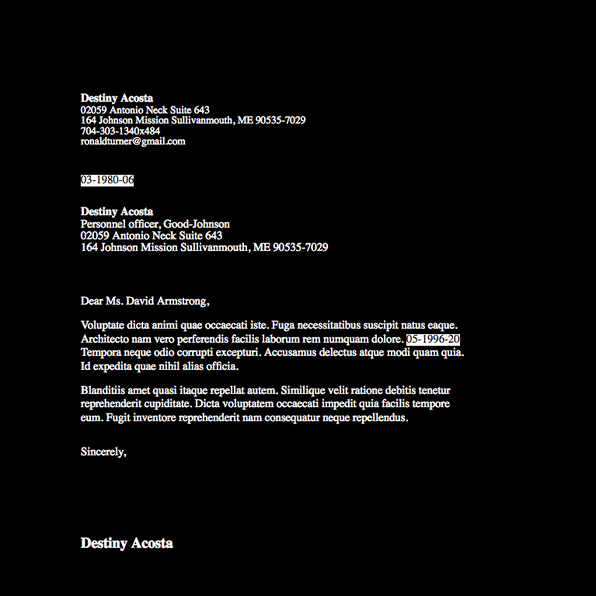 Destiny Acosta
02059 Antonio Neck Suite 643
164 Johnson Mission Sullivanmouth, ME 90535-7029
704-303-1340x484
ronaldturner@gmail.com
03-1980-06
Destiny Acosta
Personnel officer, Good-Johnson
02059 Antonio Neck Suite 643
164 Johnson Mission Sullivanmouth, ME 90535-7029
Dear Ms. David Armstrong,
Voluptate dicta animi quae occaecati iste. Fuga necessitatibus suscipit natus eaque.
Architecto nam vero perferendis facilis laborum rem numquam dolore. 05-1996-20
Tempora neque odio corrupti excepturi. Accusamus delectus atque modi quam quia.
Id expedita quae nihil alias officia.
Blanditiis amet quasi itaque repellat autem. Similique velit ratione debitis tenetur
reprehenderit cupiditate. Dicta voluptatem occaecati impedit quia facilis tempore
eum. Fugit inventore reprehenderit nam consequatur neque repellendus.
Sincerely,
Destiny Acosta